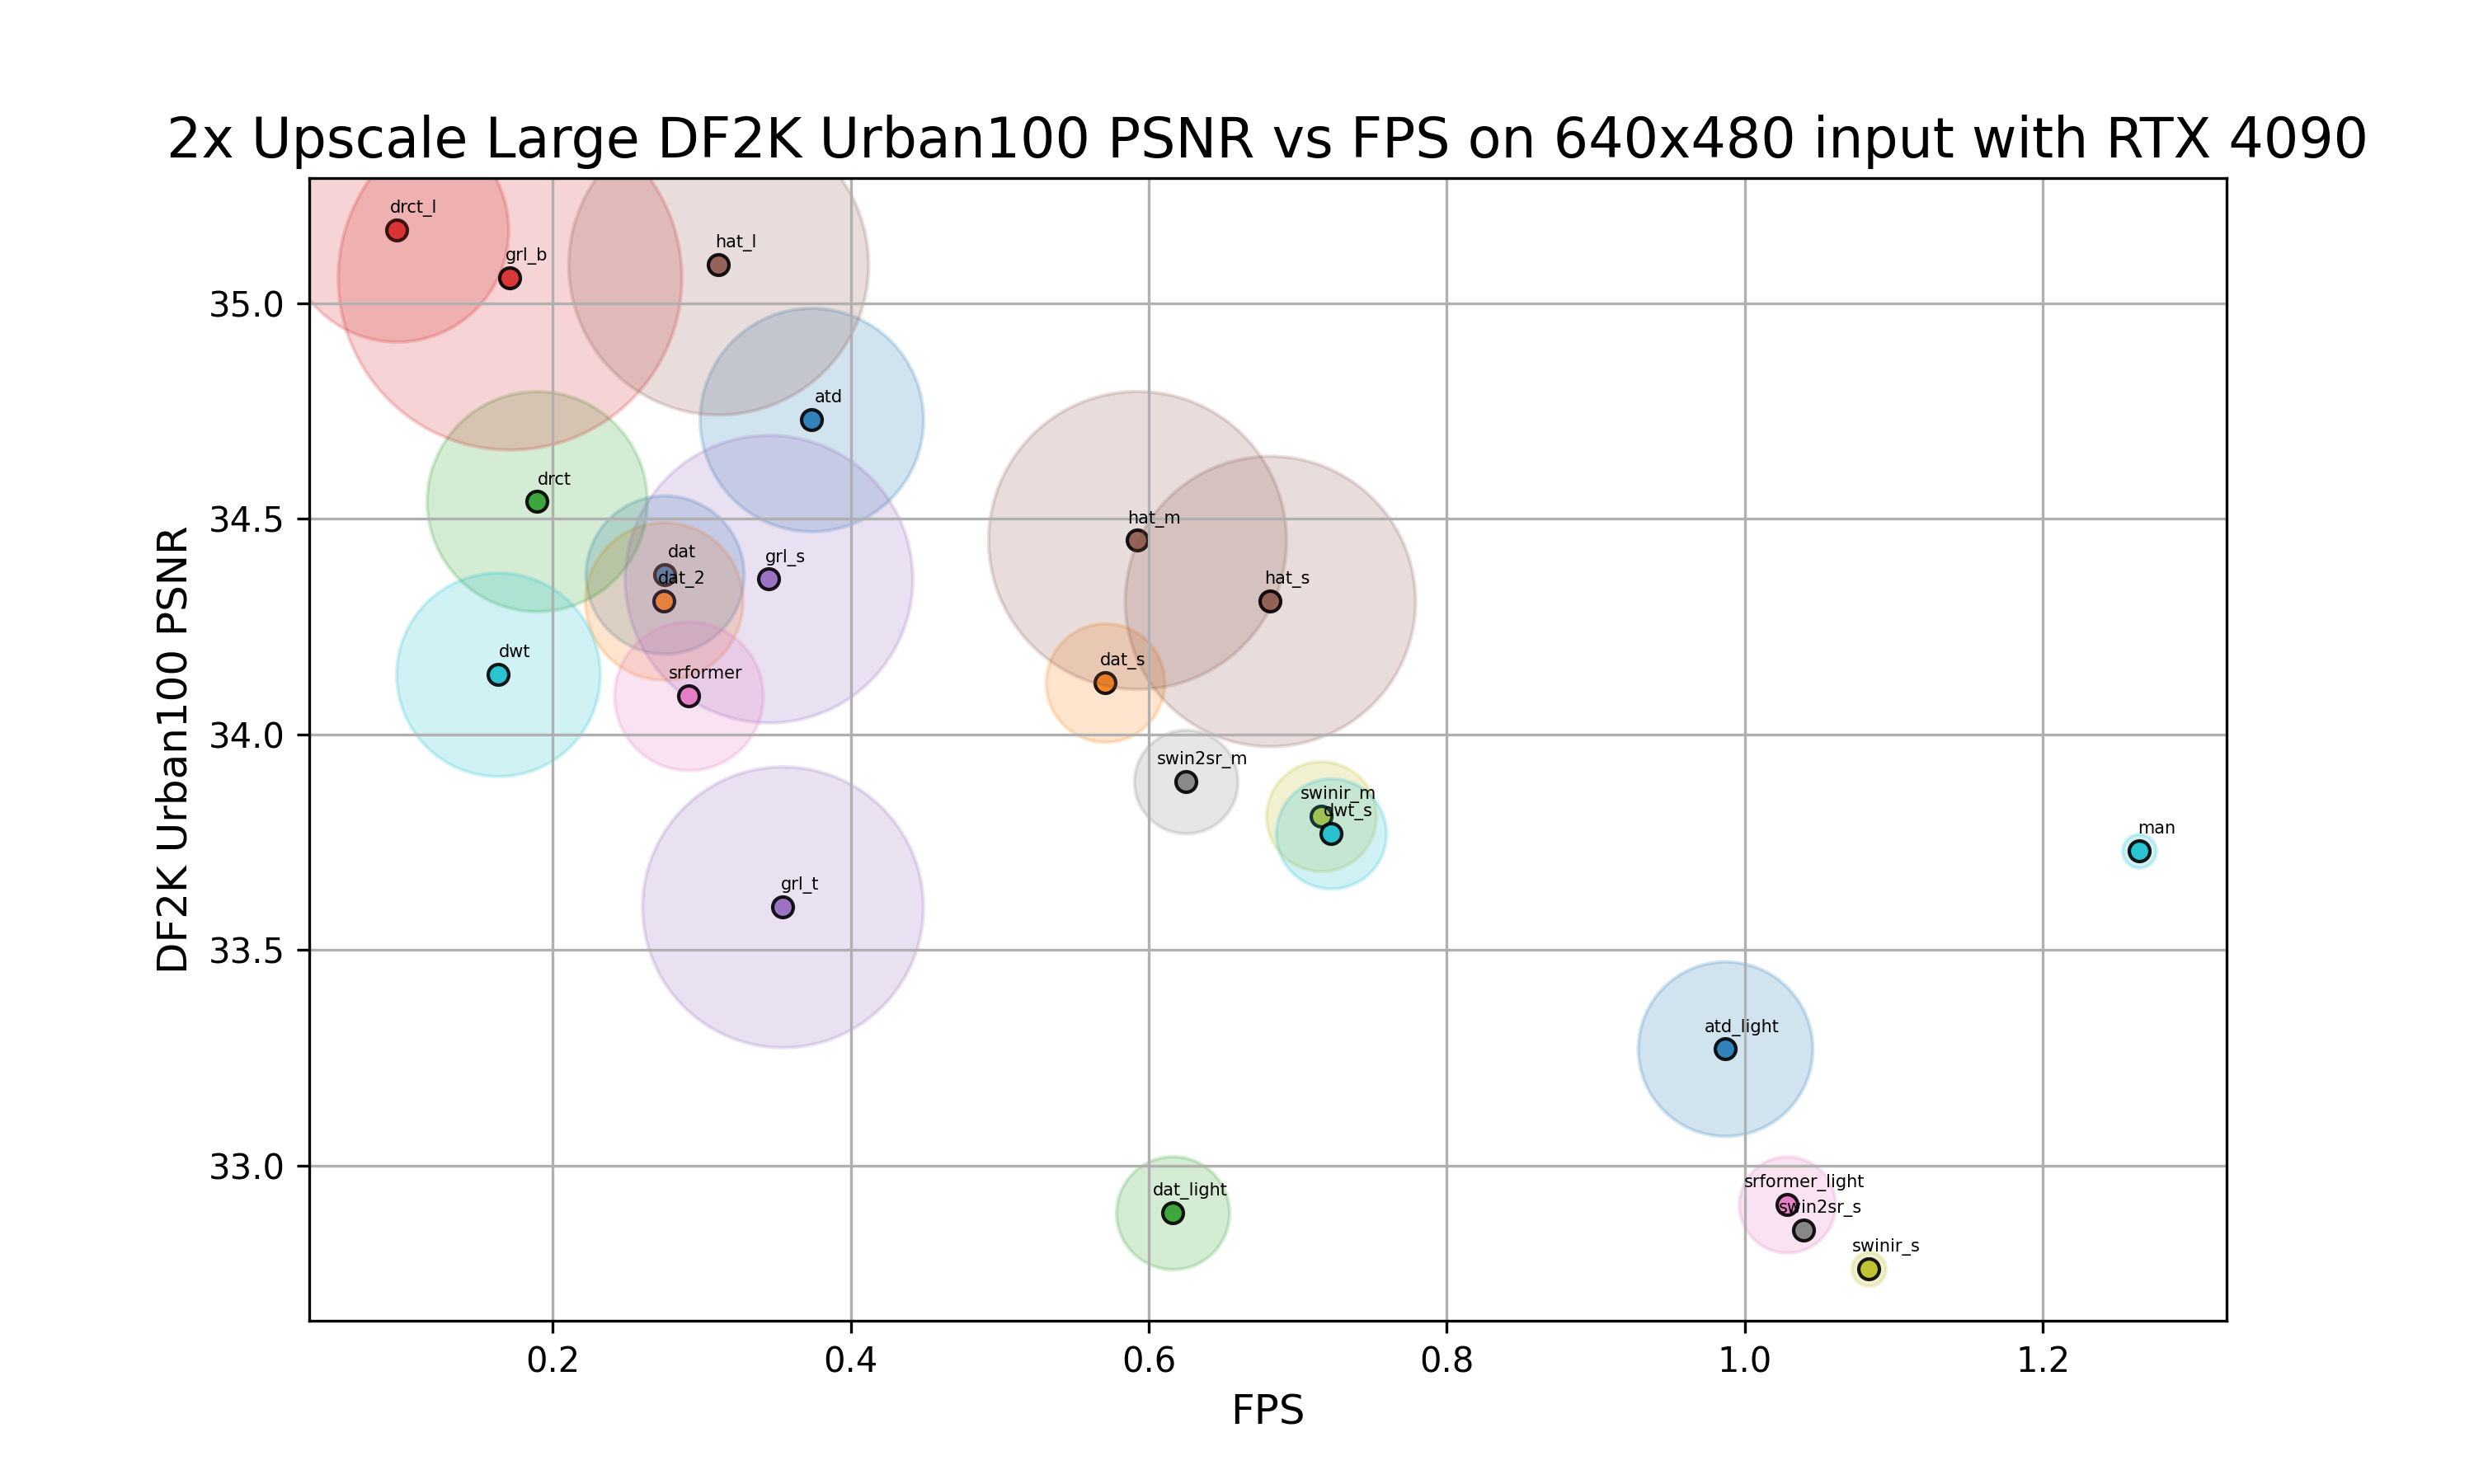 2x Upscale Large DF2K Urban100 PSNR vs FPS on 640x480 input with RTX 4090
DF2K Urban100 PSNR
35.0
34.5
34.0
33.5
33.0
drct_l
grl_b
hat_l
atd
drct
hat_m
dat
grl_s
dat_2
hat_s
dwt
dat_s
srformer
swin2sr_m
swinir_m
dwt_s
man
grl_t
atd_light
dat_light
srformer_light
swin2sr_s
swinir_s
0.2
0.4
0.6
0.8
1.0
1.2
FPS